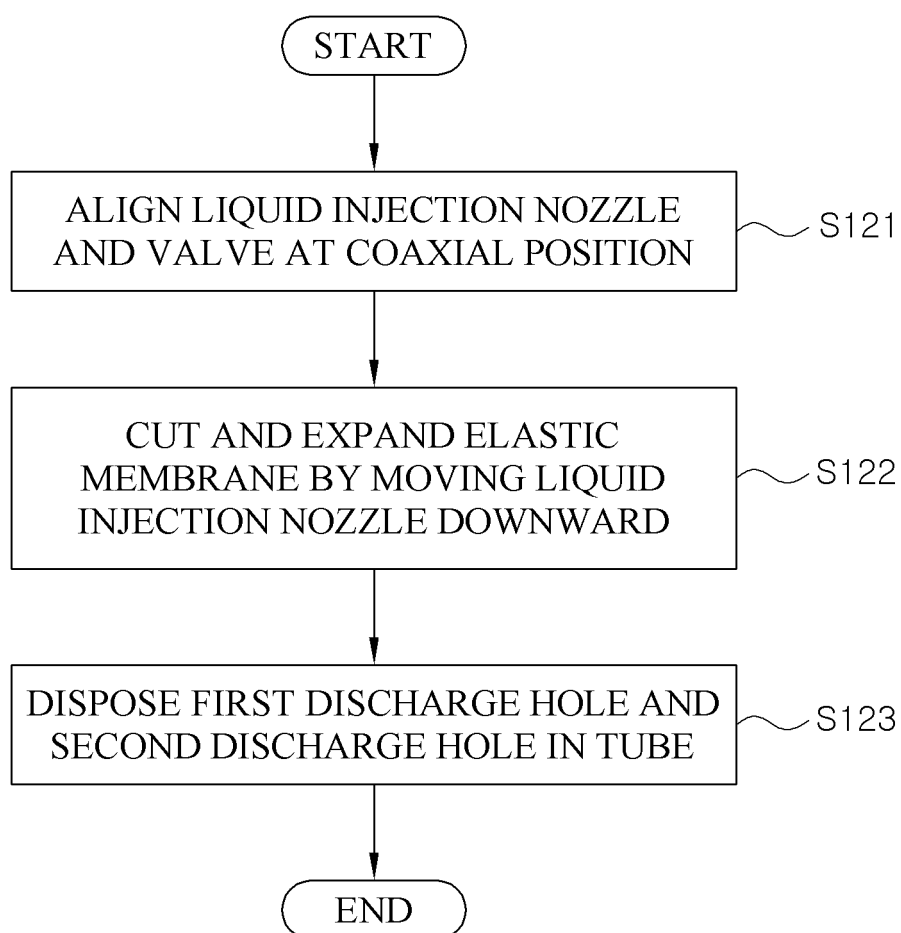 START
ALIGN LIQUID INJECTION NOZZLE
AND VALVE AT COAXIAL POSITION
S121
CUT AND EXPAND ELASTIC
MEMBRANE BY MOVING LIQUID
INJECTION NOZZLE DOWNWARD
S122
DISPOSE FIRST DISCHARGE HOLE AND
SECOND DISCHARGE HOLE IN TUBE
S123
END